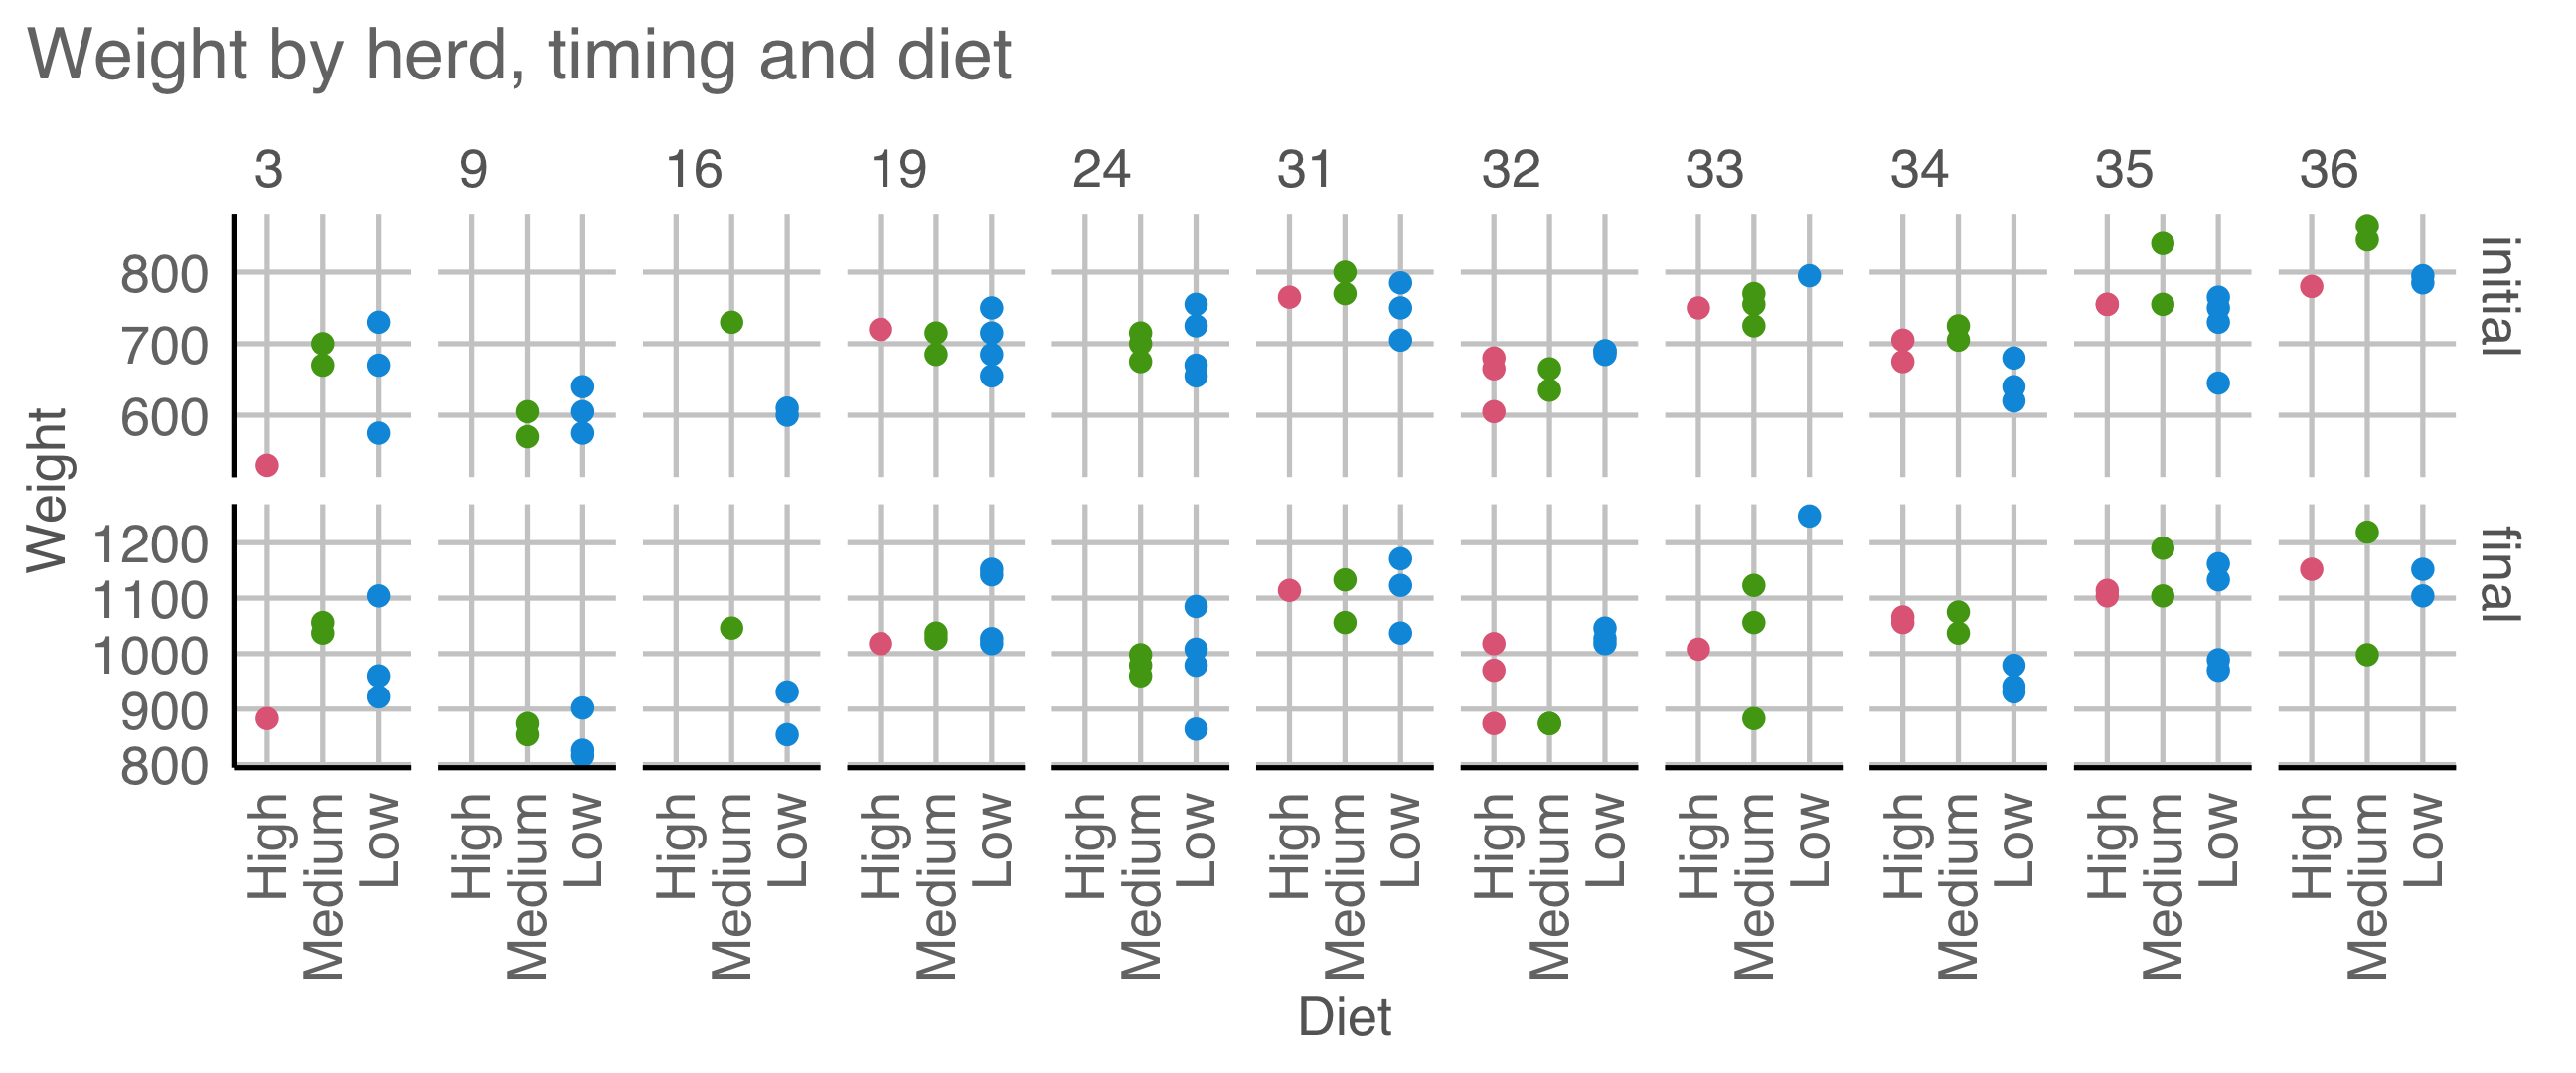 Weight by herd, timing and diet
3 9 16 19 24 31 32 33 34 35 36
800
700
600
initial
Weight
1200
1100
1000
900
800
final
High Medium Low High Medium Low High Medium Low High Medium Low High Medium Low High Medium Low High Medium Low High Medium Low High Medium Low High Medium Low High Medium Low
Diet